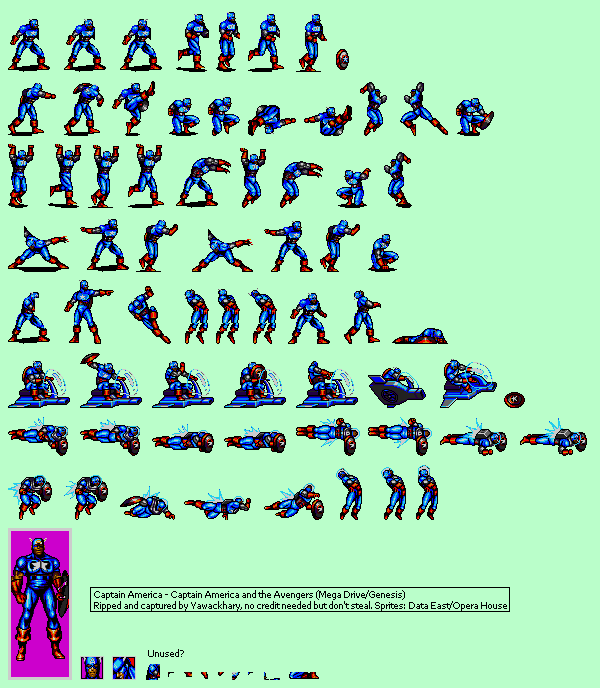 Captain America - Captain America and the Avengers (Mega Drive/Genesis)
Ripped and captured by Yawackhary, no credit needed but don't steal. Sprites: Data East/Opera House
Unused?